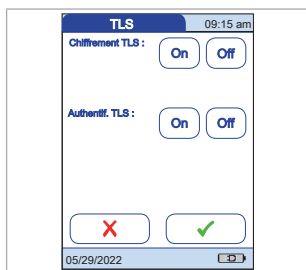 TLS 09:15 am
Chiffrement TLS :
On Off
Authentif. TLS :
On Off
05/29/2022